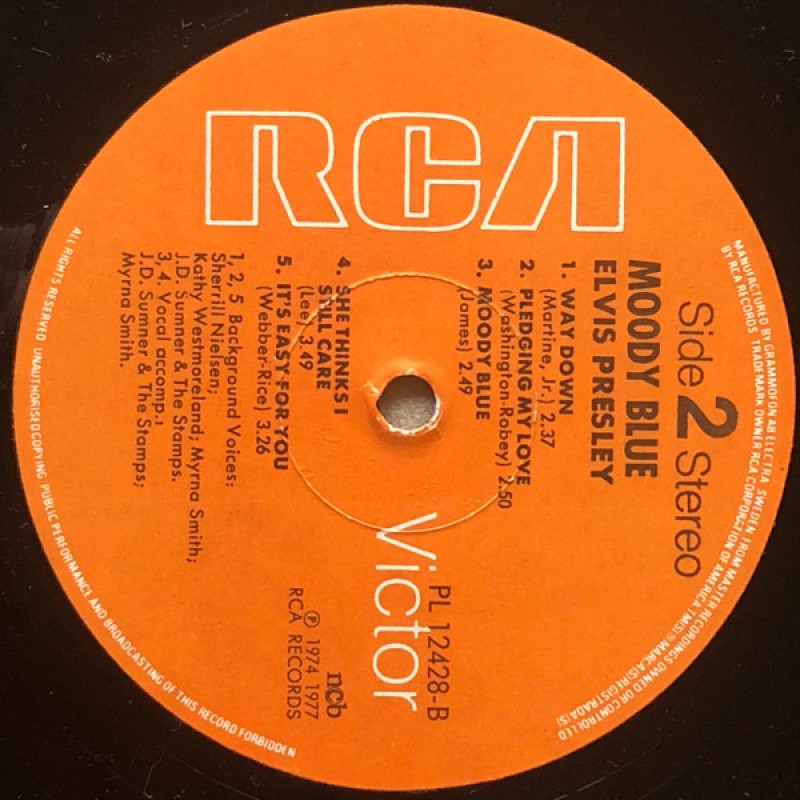 RCA
Victor
Side 2 Stereo
MOODY BLUE
ELVIS PRESLEY
PL 12428-B
1. WAY DOWN
(Martine, Jr.) 2.37
2. PLEDGING MY LOVE
(Washington-Robey) 2.50
3. MOODY BLUE
(James) 2.49
4. SHE THINKS I
STILL CARE
(Lee) 3.49
5. IT'S EASY FOR YOU
(Webber-Rice) 3.26
ncb
Ⓟ 1974 1977
RCA RECORDS
1, 2, 5 Background Voices:
Sherrill Nielsen;
Kathy Westmoreland; Myrna Smith;
J.D. Sumner & The Stamps.
3, 4. Vocal accomp.:
J.D. Sumner & The Stamps;
Myrna Smith.
MANUFACTURED BY GRAMMOFON AB ELECTRA, SWEDEN, FROM MASTER RECORDINGS OWNED OR CONTROLLED
BY RCA RECORDS. TRADEMARK OWNER RCA CORPORCTION OF AMERICA TM(S)® MARCA(S) REGISTRADA(S)
ALL RIGHTS RESERVED UNAUTHORISED COPYING PUBLIC PERFORMANCE AND BROADCASTING OF THIS RECORD FORBIDDEN